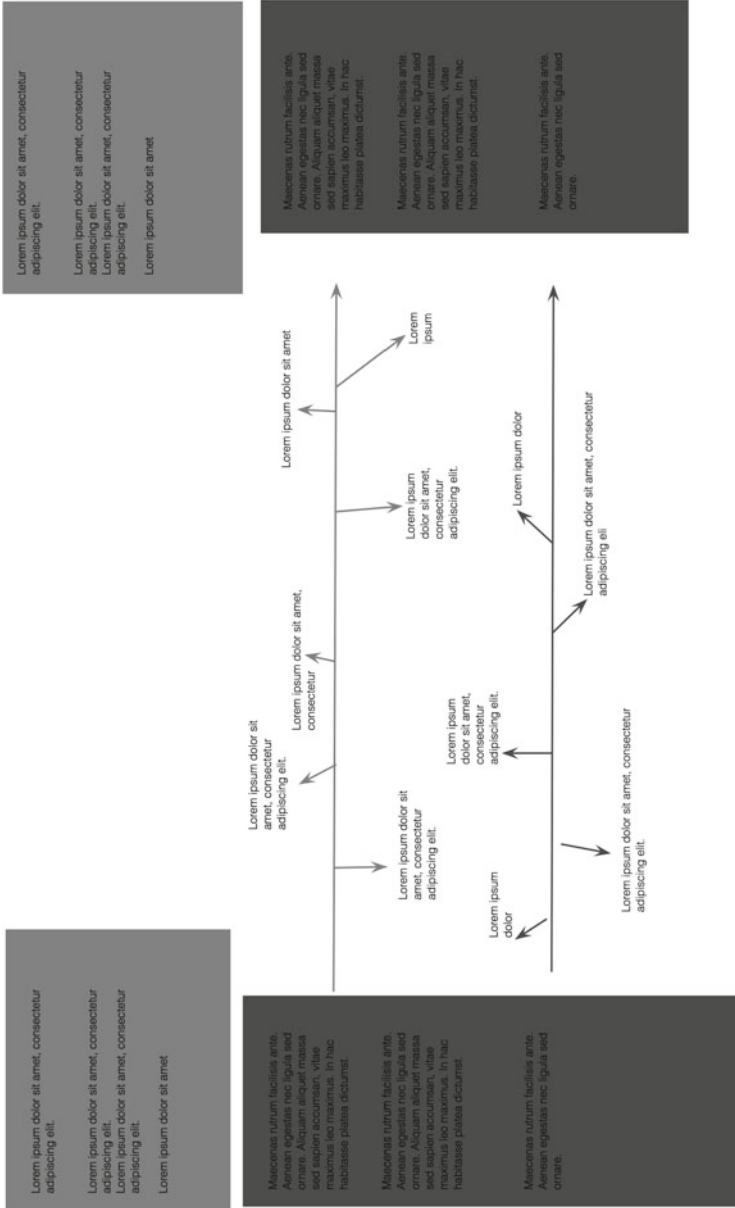 Lorem ipsum dolor sit amet, consectetur
adipiscing elit.
Lorem ipsum dolor sit amet, consectetur
adipiscing elit.
Lorem ipsum dolor sit amet, consectetur
adipiscing elit.
Lorem ipsum dolor sit amet
Maecenas rutrum facilisis ante.
Aenean egestas nec ligula sed
ornare. Aliquam aliquet massa
sed sapien accumsan, vitae
maximus leo maximus. In hac
habitasse platea dictumst.
Maecenas rutrum facilisis ante.
Aenean egestas nec ligula sed
ornare. Aliquam aliquet massa
sed sapien accumsan, vitae
maximus leo maximus. In hac
habitasse platea dictumst.
Maecenas rutrum facilisis ante.
Aenean egestas nec ligula sed
ornare.
Lorem ipsum dolor sit
amet, consectetur
adipiscing elit.
Lorem ipsum dolor sit amet,
consectetur
Lorem ipsum dolor sit amet
Lorem ipsum dolor sit
amet, consectetur
adipiscing elit.
Lorem ipsum
dolor sit amet,
consectetur
adipiscing elit.
Lorem
ipsum
Lorem ipsum
dolor
Lorem ipsum
dolor sit amet,
consectetur
adipiscing elit.
Lorem ipsum dolor
Lorem ipsum dolor sit amet, consectetur
adipiscing elit.
Lorem ipsum dolor sit amet, consectetur
adipiscing eli
Lorem ipsum dolor sit amet, consectetur
adipiscing elit.
Lorem ipsum dolor sit amet, consectetur
adipiscing elit.
Lorem ipsum dolor sit amet, consectetur
adipiscing elit.
Lorem ipsum dolor sit amet
Maecenas rutrum facilisis ante.
Aenean egestas nec ligula sed
ornare. Aliquam aliquet massa
sed sapien accumsan, vitae
maximus leo maximus. In hac
habitasse platea dictumst.
Maecenas rutrum facilisis ante.
Aenean egestas nec ligula sed
ornare. Aliquam aliquet massa
sed sapien accumsan, vitae
maximus leo maximus. In hac
habitasse platea dictumst.
Maecenas rutrum facilisis ante.
Aenean egestas nec ligula sed
ornare.